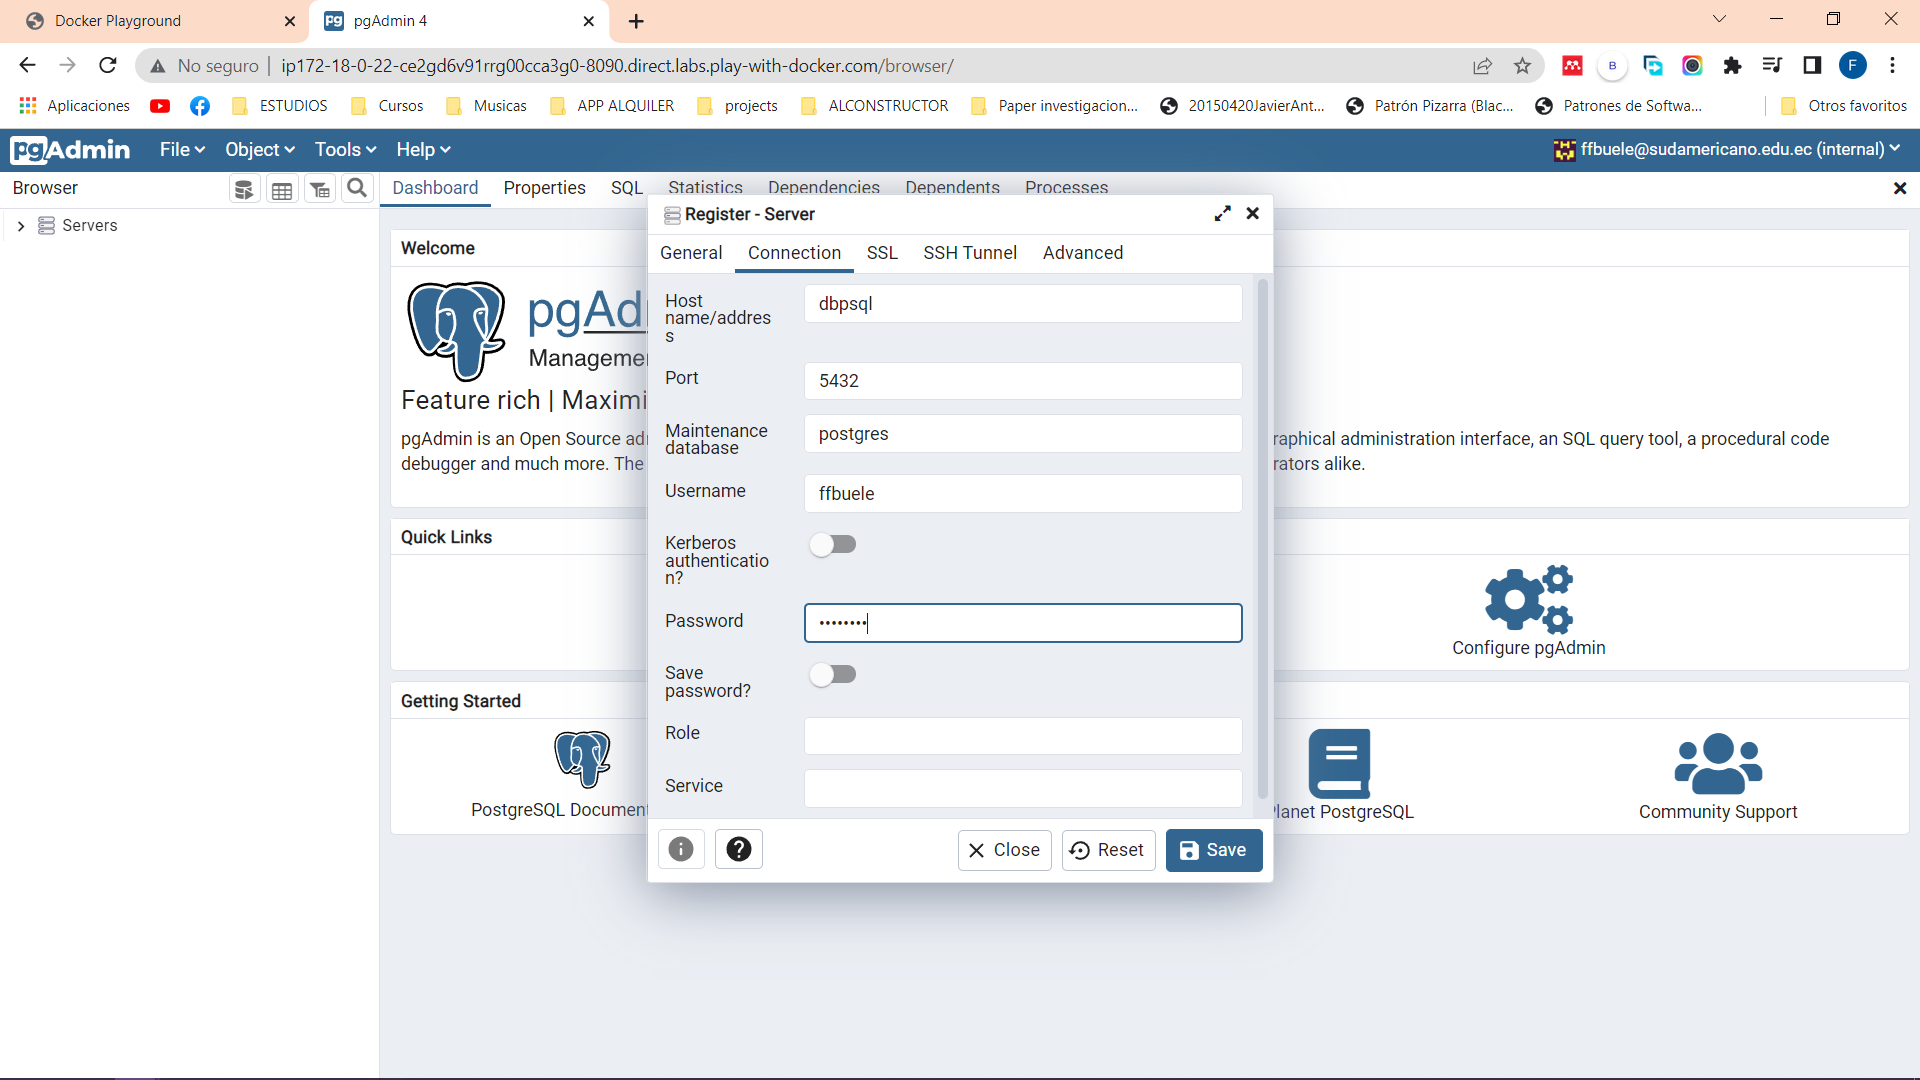 Docker Playground
pgAdmin 4
No seguro | ip172-18-0-22-ce2gd6v91rrg00cca3g0-8090.direct.labs.play-with-docker.com/browser/
B
F
Aplicaciones
ESTUDIOS
Cursos
Musicas
APP ALQUILER
projects
ALCONSTRUCTOR
Paper investigacion...
20150420JavierAnt...
Patrón Pizarra (Blac...
Patrones de Softwa...
Otros favoritos
pgAdmin
File
Object
Tools
Help
ffbuele@sudamericano.edu.ec (internal)
Browser
Dashboard
Properties
SQL
Statistics
Dependencies
Dependents
Processes
Servers
Welcome
pgAd
Manageme
Feature rich | Maximi
pgAdmin is an Open Source ad
debugger and much more. The
raphical administration interface, an SQL query tool, a procedural code
rators alike.
Quick Links
Configure pgAdmin
Getting Started
PostgreSQL Document
lanet PostgreSQL
Community Support
Register - Server
General
Connection
SSL
SSH Tunnel
Advanced
Host
name/addres
s
dbpsql
Port
5432
Maintenance
database
postgres
Username
ffbuele
Kerberos
authenticatio
n?
Password
••••••••
Save
password?
Role
Service
Close
Reset
Save